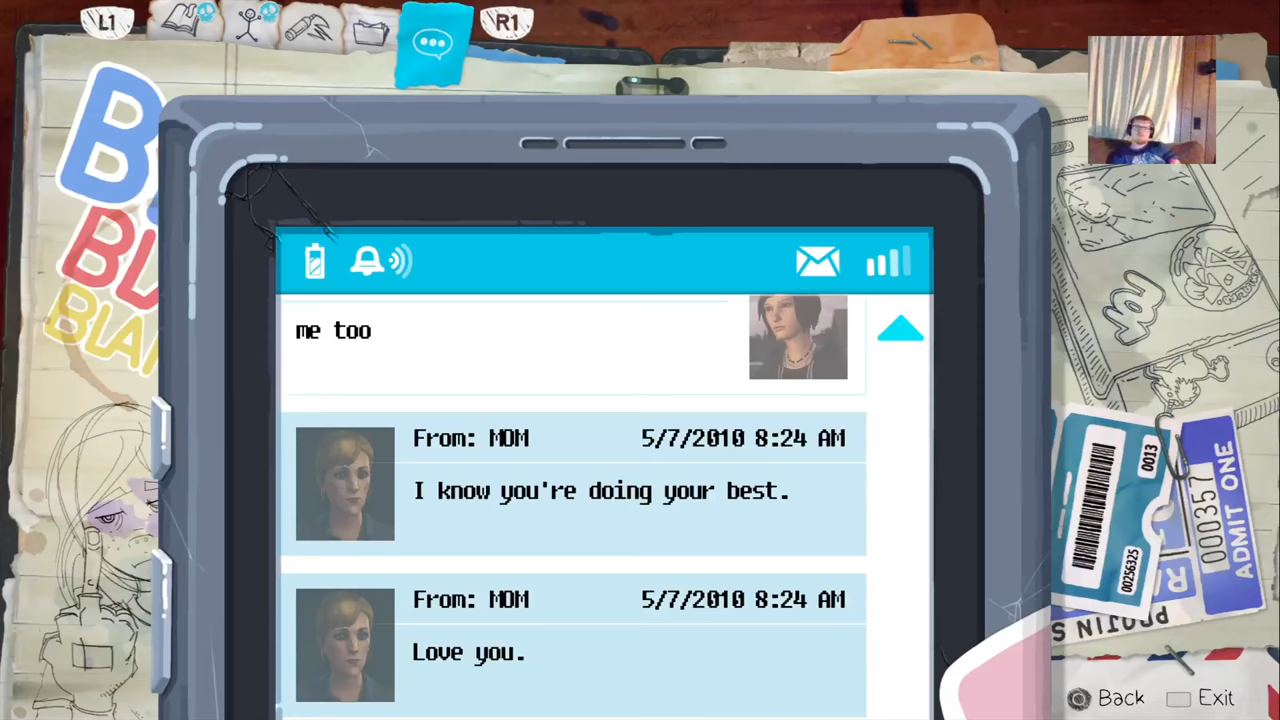 L1
R1
me too
From: MOM 5/7/2010 8:24 AM
I know you're doing your best.
From: MOM 5/7/2010 8:24 AM
Love you.
0013
00256325
000357
ADMIT ONE
Back
Exit